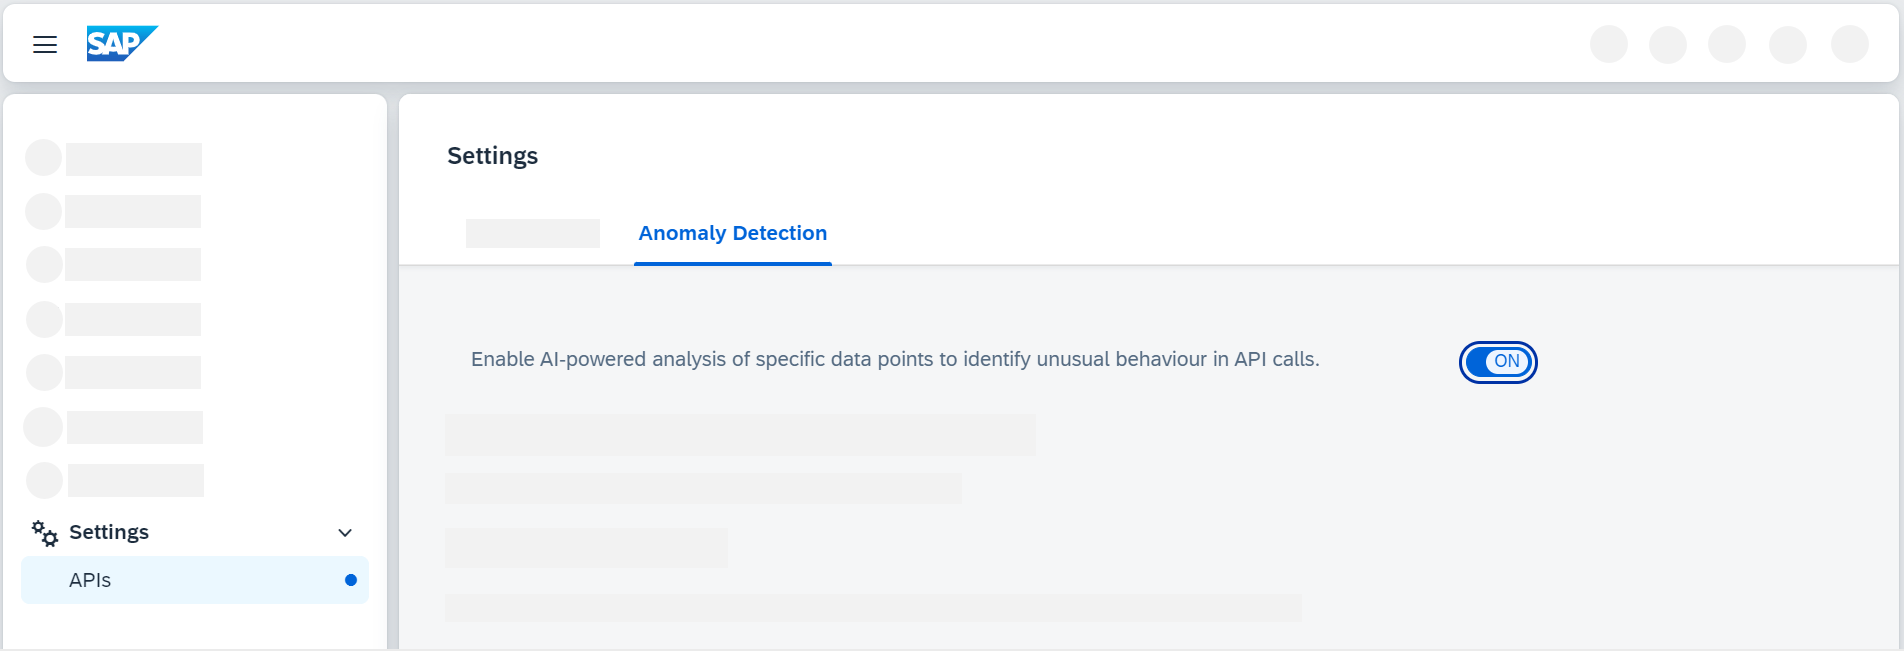 SAP
Settings
Anomaly Detection
Enable AI-powered analysis of specific data points to identify unusual behaviour in API calls.
ON
Settings
APIs